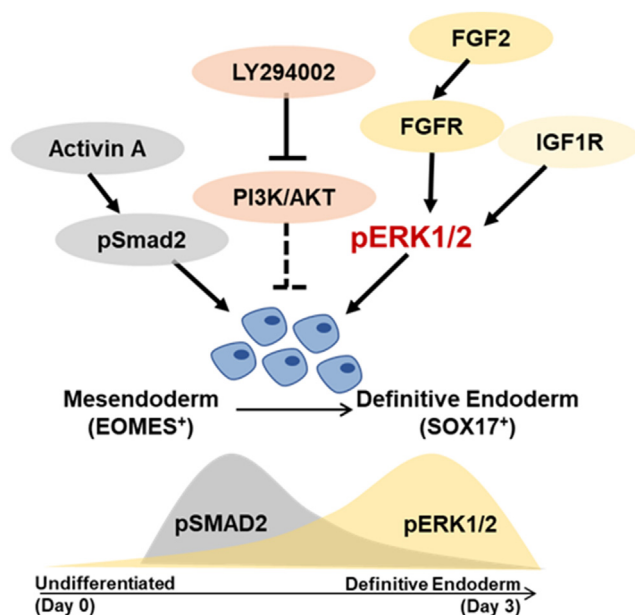 FGF2
LY294002
FGFR
IGF1R
Activin A
PI3K/AKT
pSmad2
pERK1/2
Mesendoderm
(EOMES⁺)
Definitive Endoderm
(SOX17⁺)
pSMAD2
pERK1/2
Undifferentiated
(Day 0)
Definitive Endoderm
(Day 3)